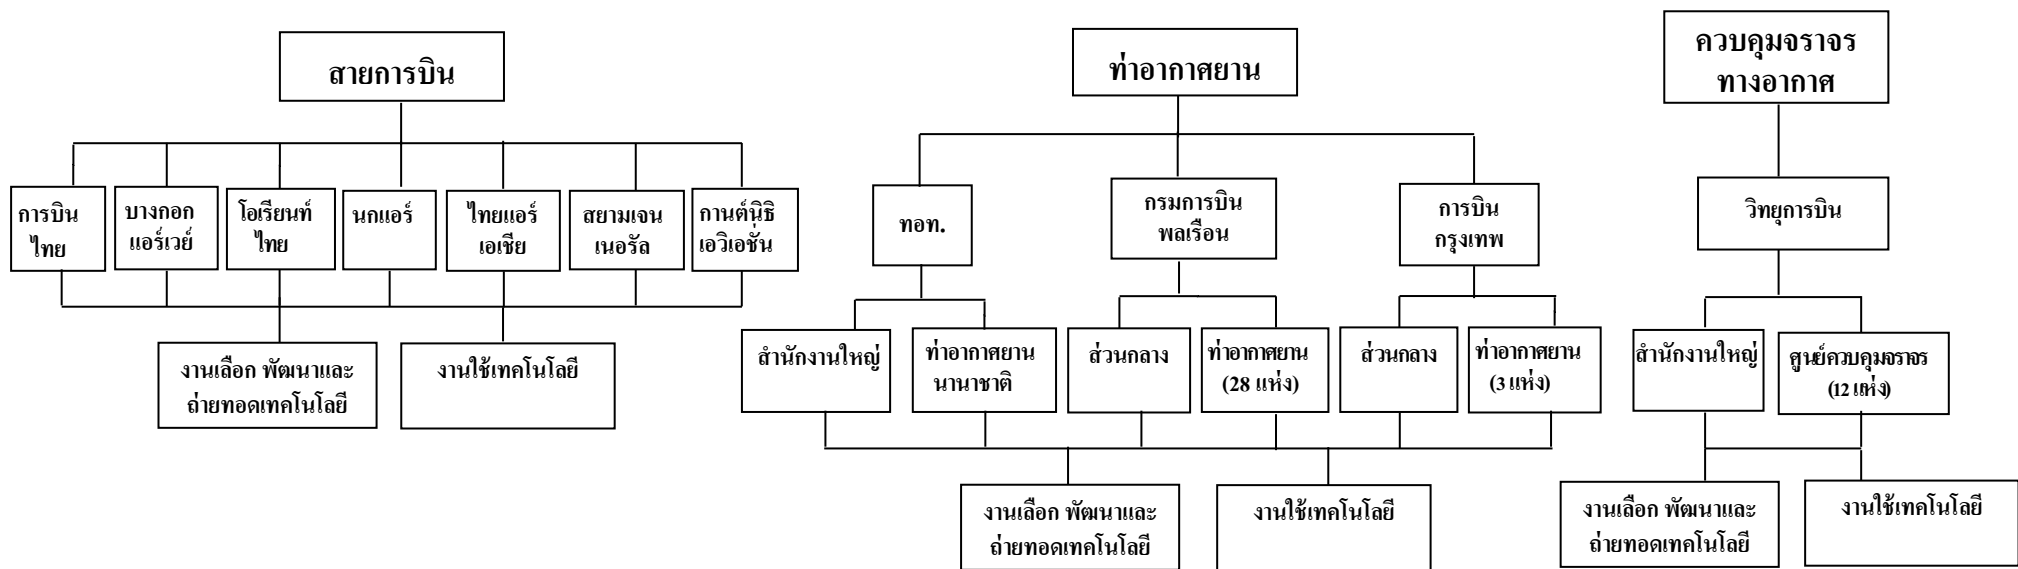 สายการบิน
ท่าอากาศยาน
ควบคุมจราจร
ทางอากาศ
การบิน
ไทย
บางกอก
แอร์เวย์
โอเรียนท์
ไทย
นกแอร์
ไทยแอร์
เอเชีย
สยามเจน
เนอรัล
กานต์นิธิ
เอวิเอชั่น
ทอท.
กรมการบิน
พลเรือน
การบิน
กรุงเทพ
วิทยุการบิน
งานเลือก พัฒนาและ
ถ่ายทอดเทคโนโลยี
งานใช้เทคโนโลยี
สำนักงานใหญ่
ท่าอากาศยาน
นานาชาติ
ส่วนกลาง
ท่าอากาศยาน
(28 แห่ง)
ส่วนกลาง
ท่าอากาศยาน
(3 แห่ง)
สำนักงานใหญ่
ศูนย์ควบคุมจราจร
(12 แห่ง)
งานเลือก พัฒนาและ
ถ่ายทอดเทคโนโลยี
งานใช้เทคโนโลยี
งานเลือก พัฒนาและ
ถ่ายทอดเทคโนโลยี
งานใช้เทคโนโลยี